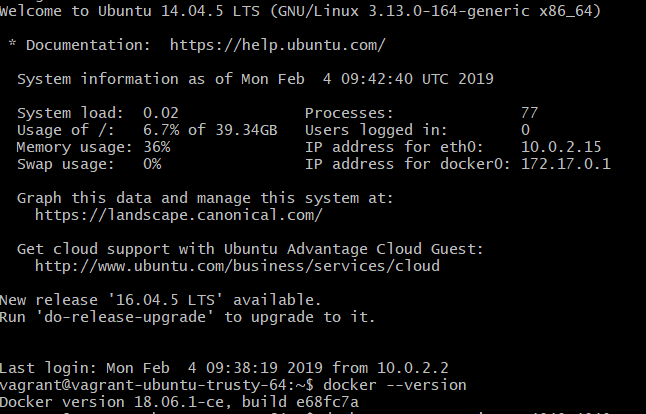 Welcome to Ubuntu 14.04.5 LTS (GNU/Linux 3.13.0-164-generic x86_64)
* Documentation:  https://help.ubuntu.com/
System information as of Mon Feb  4 09:42:40 UTC 2019
System load:  0.02              Processes:              77
Usage of /:   6.7% of 39.34GB   Users logged in:        0
Memory usage: 36%               IP address for eth0:    10.0.2.15
Swap usage:   0%                IP address for docker0: 172.17.0.1
Graph this data and manage this system at:
https://landscape.canonical.com/
Get cloud support with Ubuntu Advantage Cloud Guest:
http://www.ubuntu.com/business/services/cloud
New release '16.04.5 LTS' available.
Run 'do-release-upgrade' to upgrade to it.
Last login: Mon Feb  4 09:38:19 2019 from 10.0.2.2
vagrant@vagrant-ubuntu-trusty-64:~$ docker --version
Docker version 18.06.1-ce, build e68fc7a